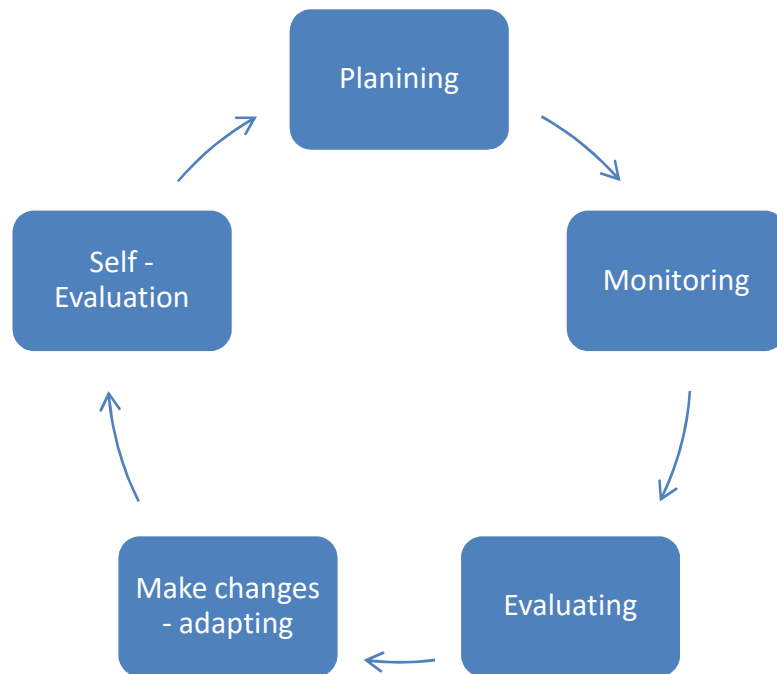 Planining
Monitoring
Evaluating
Make changes
- adapting
Self -
Evaluation